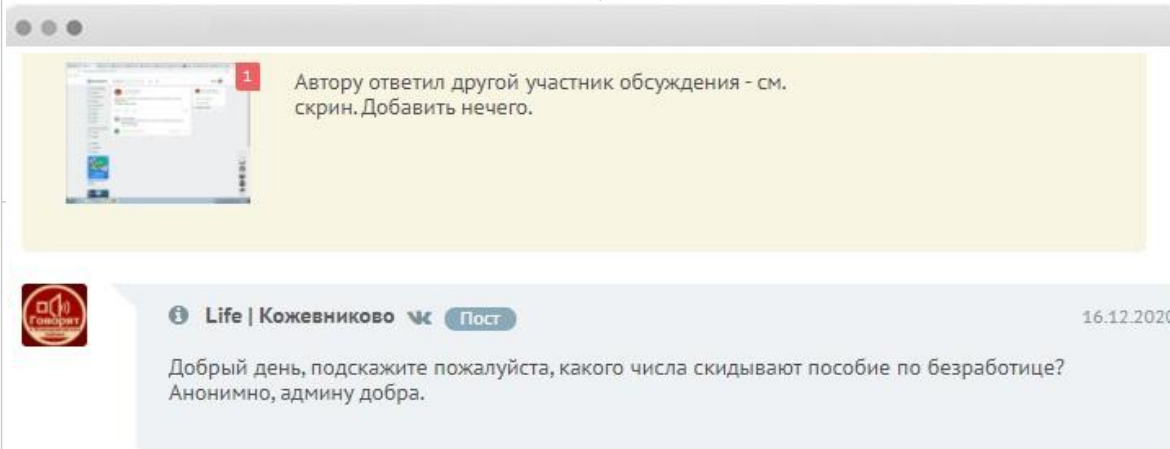 1
Автору ответил другой участник обсуждения - см.
скрин. Добавить нечего.
Говорят
Life | Кожевниково Пост
16.12.2020
Добрый день, подскажите пожалуйста, какого числа скидывают пособие по безработице?
Анонимно, админу добра.